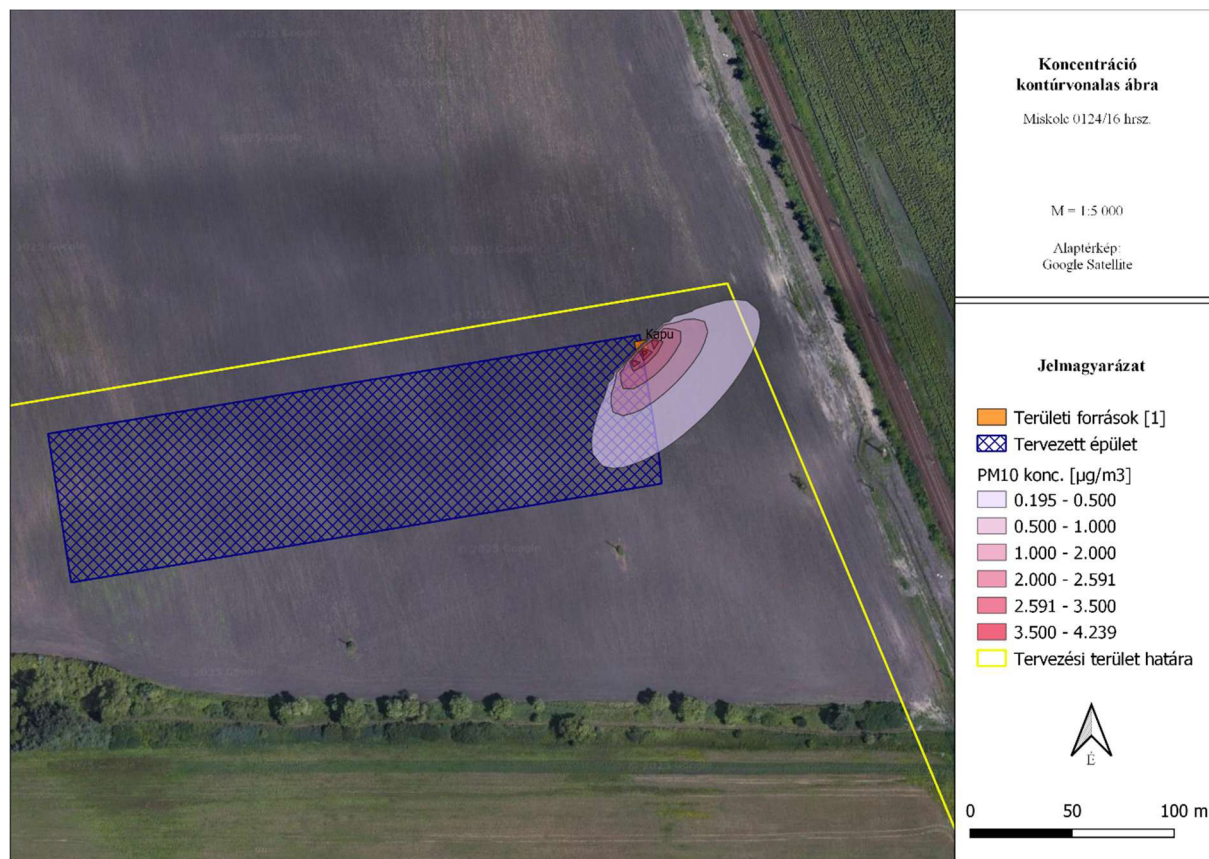 Koncentráció
kontúrvonalas ábra
Miskolc 0124/16 hrsz.
M = 1:5 000
Alaptérkép:
Google Satellite
Kapu
Jelmagyarázat
Területi források [1]
Tervezett épület
PM10 konc. [µg/m3]
0.195 - 0.500
0.500 - 1.000
1.000 - 2.000
2.000 - 2.591
2.591 - 3.500
3.500 - 4.239
Tervezési terület határa
É
0 50 100 m